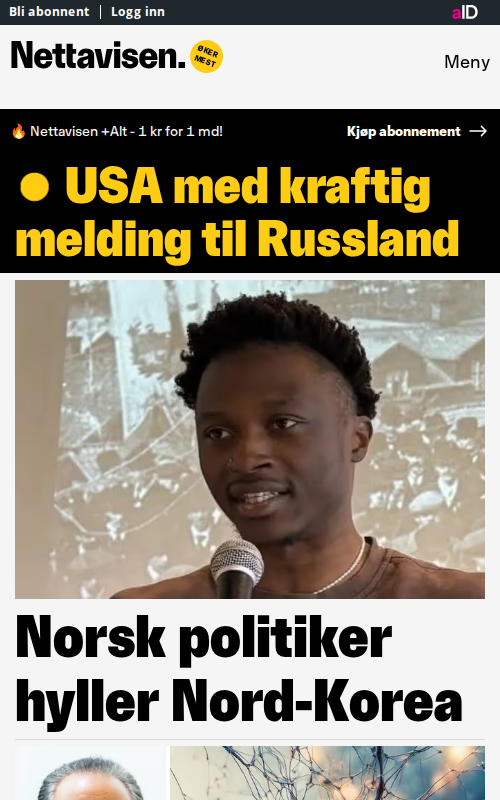 Bli abonnent | Logg inn
aID
Nettavisen.
ØKER
MEST
Meny
🔥 Nettavisen +Alt - 1 kr for 1 md!
Kjøp abonnement →
USA med kraftig
melding til Russland
Norsk politiker
hyller Nord-Korea